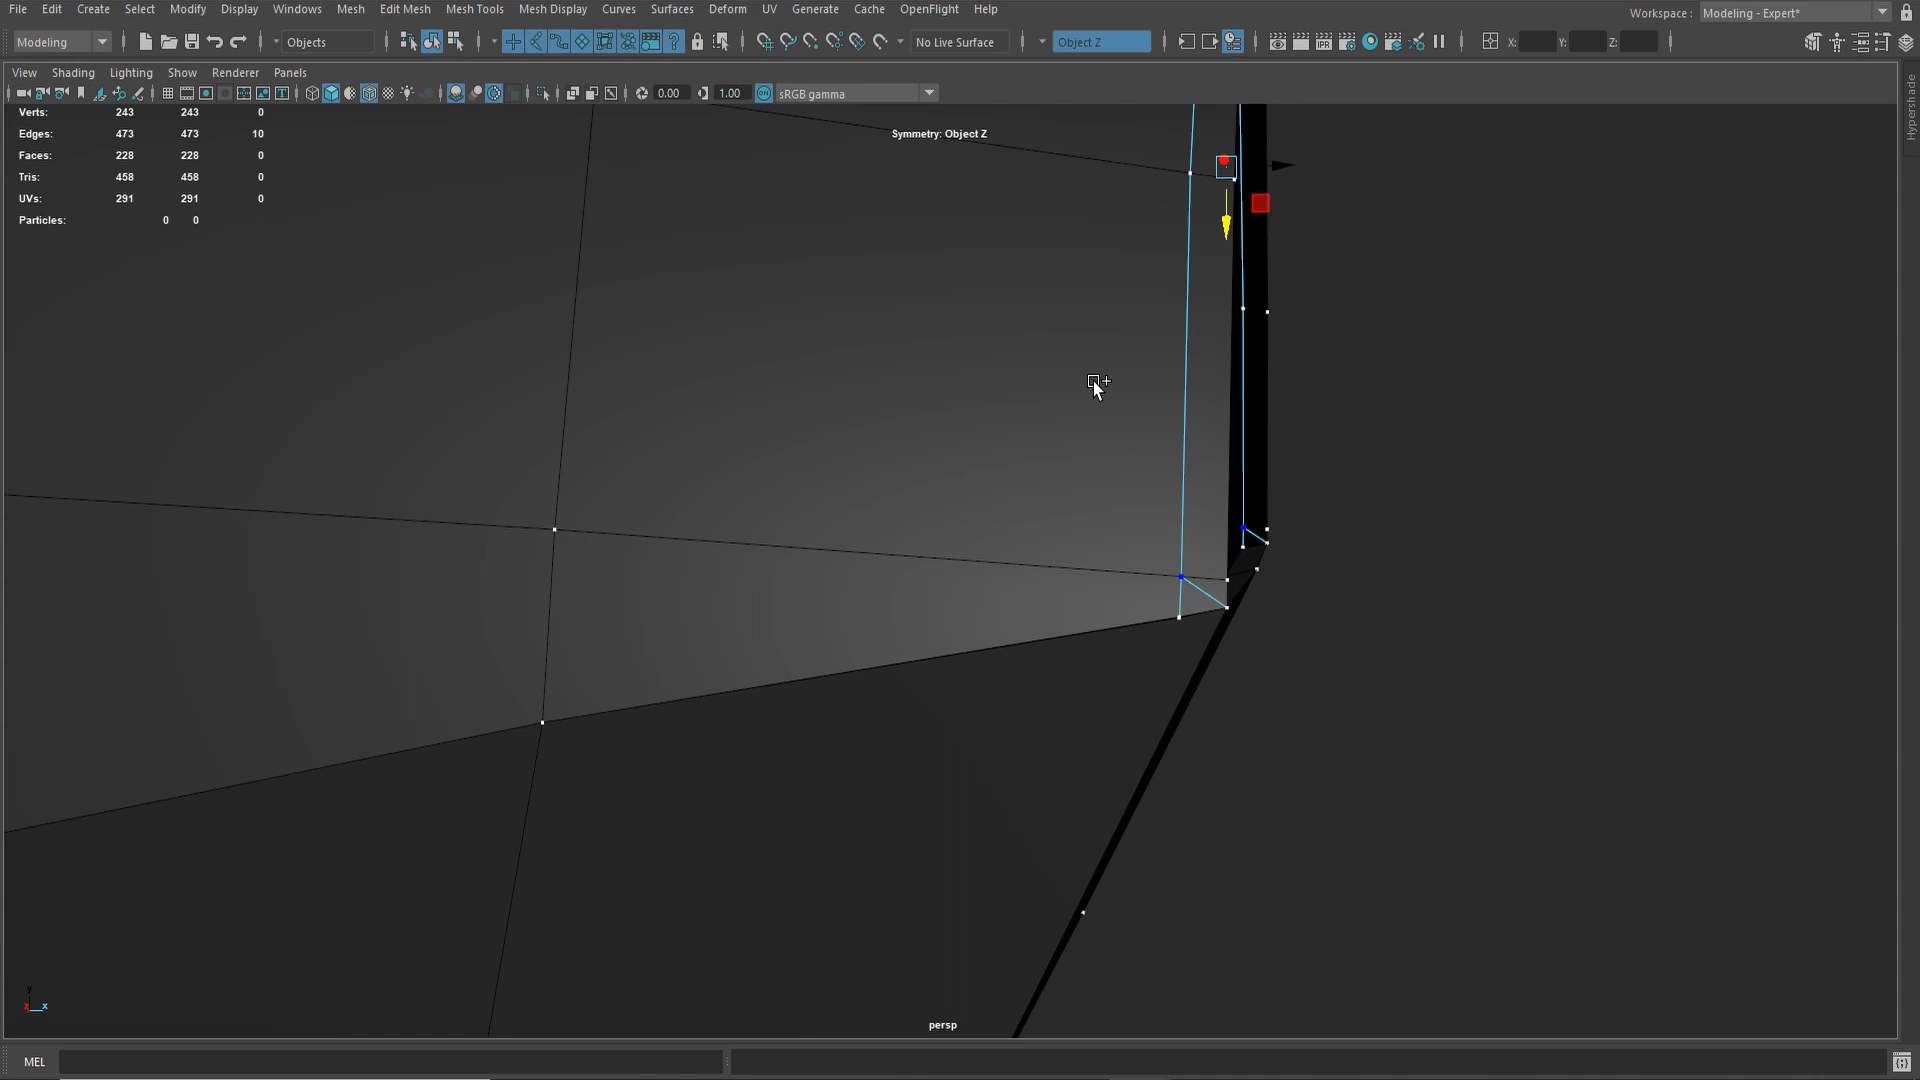 File Edit Create Select Modify Display Windows Mesh Edit Mesh Mesh Tools Mesh Display Curves Surfaces Deform UV Generate Cache OpenFlight Help Workspace : Modeling - Expert*
Modeling Objects No Live Surface Object Z IPR X: Y: Z:
View Shading Lighting Show Renderer Panels
0.00 1.00 ON sRGB gamma
Hypershade
Verts: 243 243 0
Edges: 473 473 10
Faces: 228 228 0
Tris: 458 458 0
UVs: 291 291 0
Particles: 0 0
Symmetry: Object Z
y
z x
persp
MEL